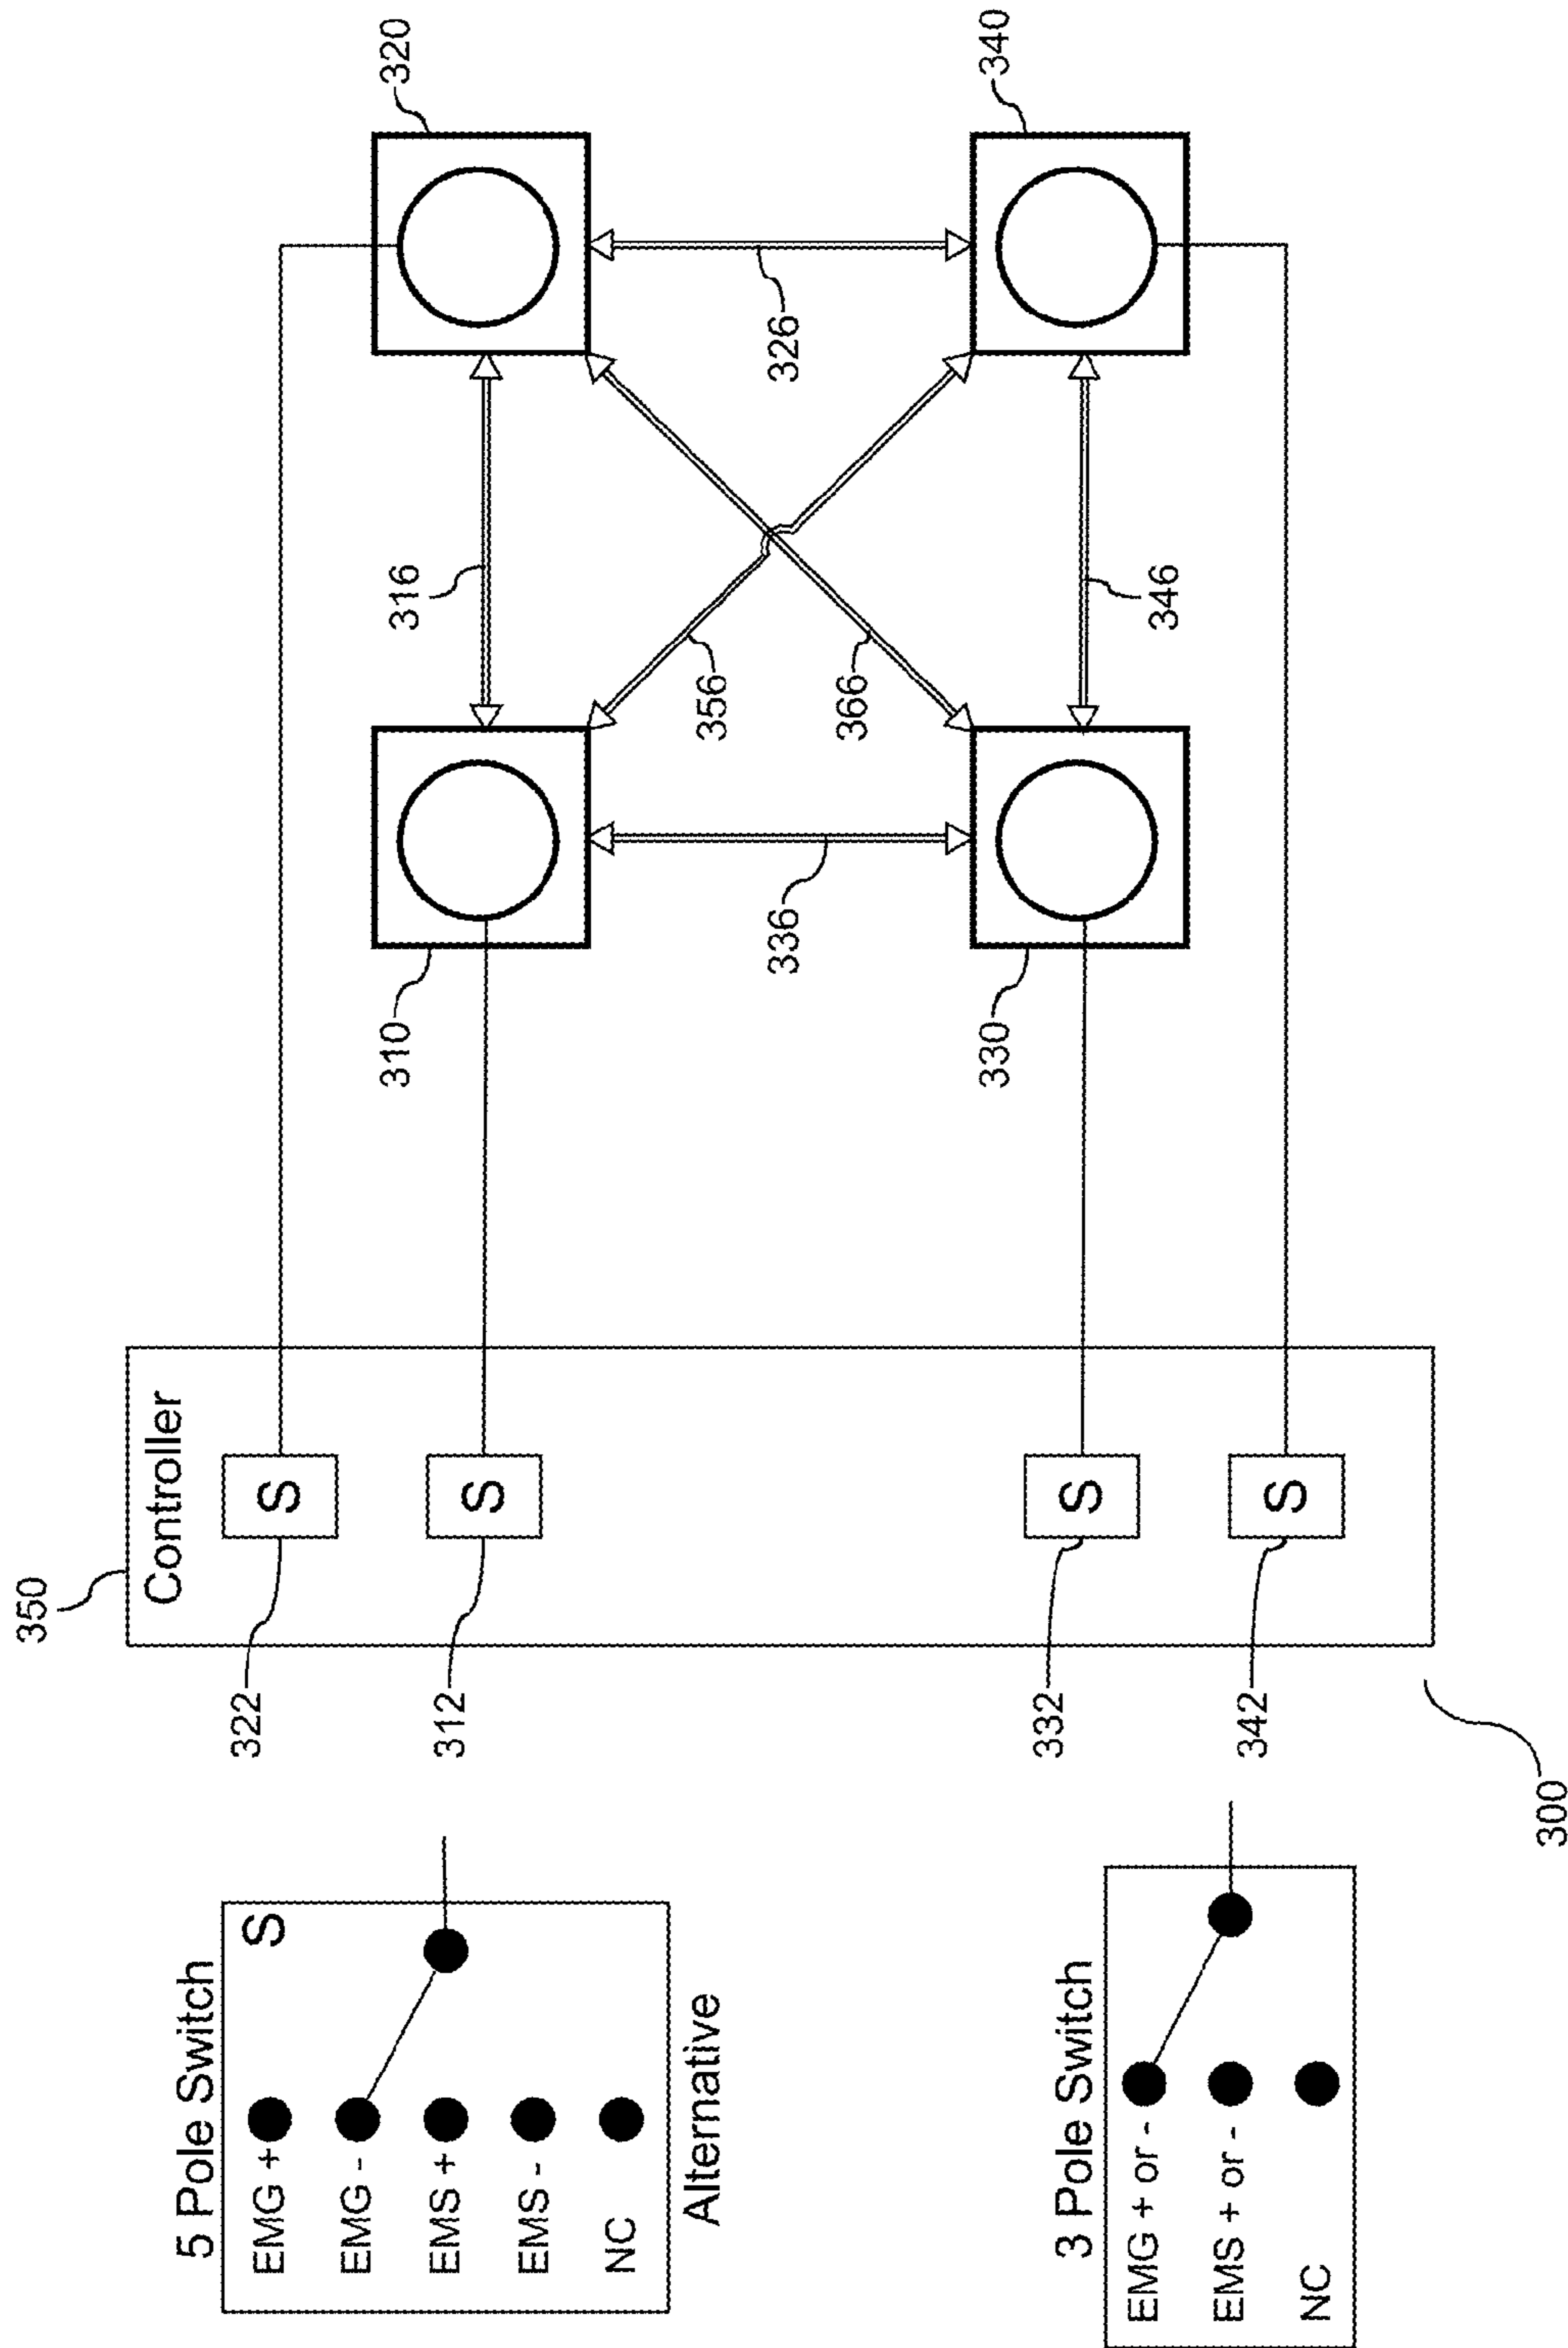 5 Pole Switch
S
EMG +
EMG -
EMS +
EMS -
NC
Alternative
3 Pole Switch
EMG + or -
EMS + or -
NC
350
Controller
S
S
S
S
322
312
332
342
300
310
320
330
340
316
326
336
346
356
366